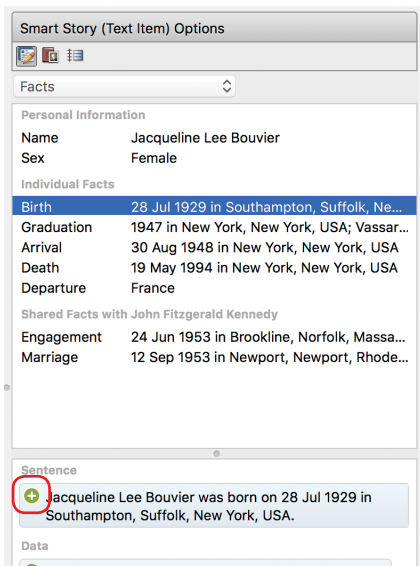 Smart Story (Text Item) Options
Facts
Personal Information
Name Jacqueline Lee Bouvier
Sex Female
Individual Facts
Birth 28 Jul 1929 in Southampton, Suffolk, Ne...
Graduation 1947 in New York, New York, USA; Vassar...
Arrival 30 Aug 1948 in New York, New York, USA
Death 19 May 1994 in New York, New York, USA
Departure France
Shared Facts with John Fitzgerald Kennedy
Engagement 24 Jun 1953 in Brookline, Norfolk, Massa...
Marriage 12 Sep 1953 in Newport, Newport, Rhode...
Sentence
Jacqueline Lee Bouvier was born on 28 Jul 1929 in
Southampton, Suffolk, New York, USA.
Data